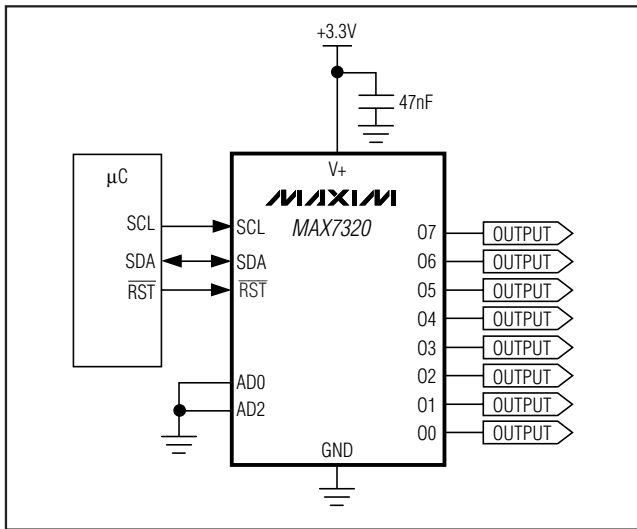 +3.3V
47nF
µC
V+
MAXIM
MAX7320
SCL
SCL
SDA
SDA
RST
RST
AD0
AD2
GND
O7
OUTPUT
O6
OUTPUT
O5
OUTPUT
O4
OUTPUT
O3
OUTPUT
O2
OUTPUT
O1
OUTPUT
O0
OUTPUT